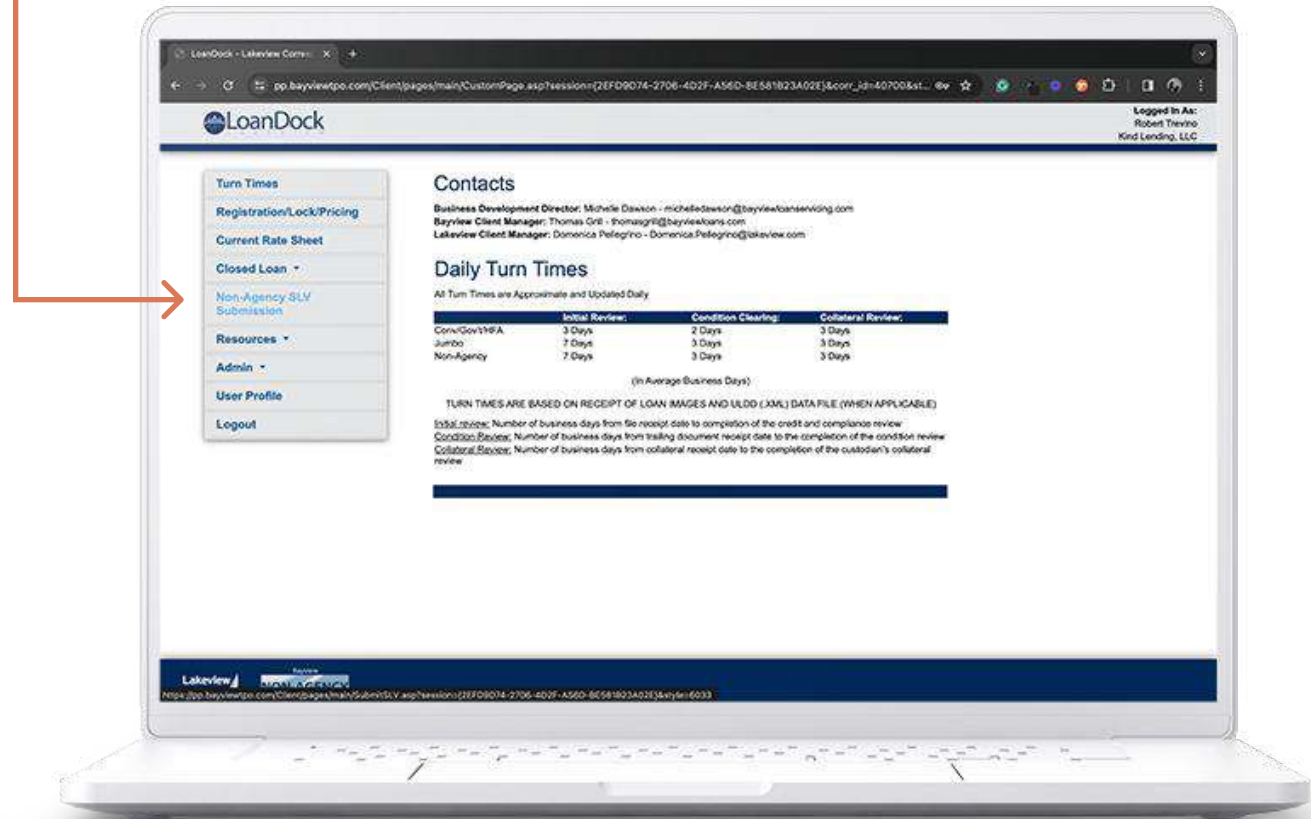 LoanDock - Lakeview Corre
pp.bayviewtpo.com/Client/pages/main/CustomPage.asp?session={2EFD9074-2706-4D2F-A56D-8E581B23A02E}&corr_id=40700&st...
LoanDock
Logged In As:
Robert Trevino
Kind Lending, LLC
Turn Times
Registration/Lock/Pricing
Current Rate Sheet
Closed Loan
Non-Agency SLV
Submission
Resources
Admin
User Profile
Logout
Contacts
Business Development Director: Michelle Dawson - michelledawson@bayviewloanservicing.com
Bayview Client Manager: Thomas Grill - thomasgrill@bayviewloans.com
Lakeview Client Manager: Domenica Pellegrino - Domenica.Pellegrino@lakeview.com
Daily Turn Times
All Turn Times are Approximate and Updated Daily
Initial Review: Condition Clearing: Collateral Review:
Conv/Govt/HFA 3 Days 2 Days 3 Days
Jumbo 7 Days 3 Days 3 Days
Non-Agency 7 Days 3 Days 3 Days
(In Average Business Days)
TURN TIMES ARE BASED ON RECEIPT OF LOAN IMAGES AND ULDD (.XML) DATA FILE (WHEN APPLICABLE)
Initial review: Number of business days from file receipt date to completion of the credit and compliance review
Condition Review: Number of business days from trailing document receipt date to the completion of the condition review
Collateral Review: Number of business days from collateral receipt date to the completion of the custodian's collateral
review
Lakeview
Bayview
NON-AGENCY
https://pp.bayviewtpo.com/Client/pages/main/SubmitSLV.asp?session={2EFD9074-2706-4D2F-A56D-8E581B23A02E}&style=6033